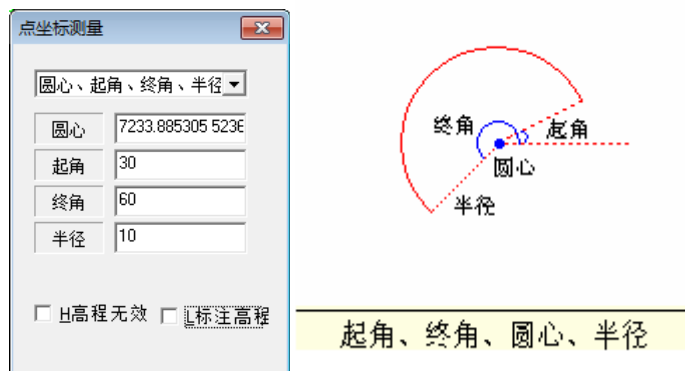 点坐标测量
圆心、起角、终角、半径
圆心 7233.885305 5236
起角 30
终角 60
半径 10
H高程无效 L标注高程
终角 起角
圆心
半径
起角、终角、圆心、半径